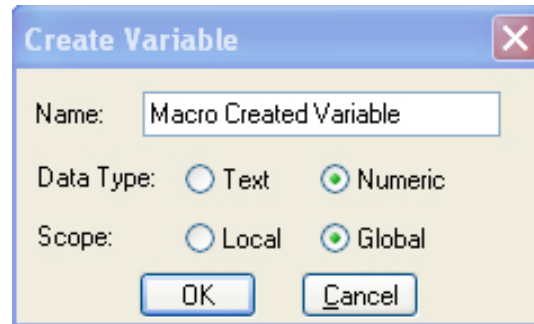 Create Variable
Name: Macro Created Variable
Data Type: Text Numeric
Scope: Local Global
OK Cancel